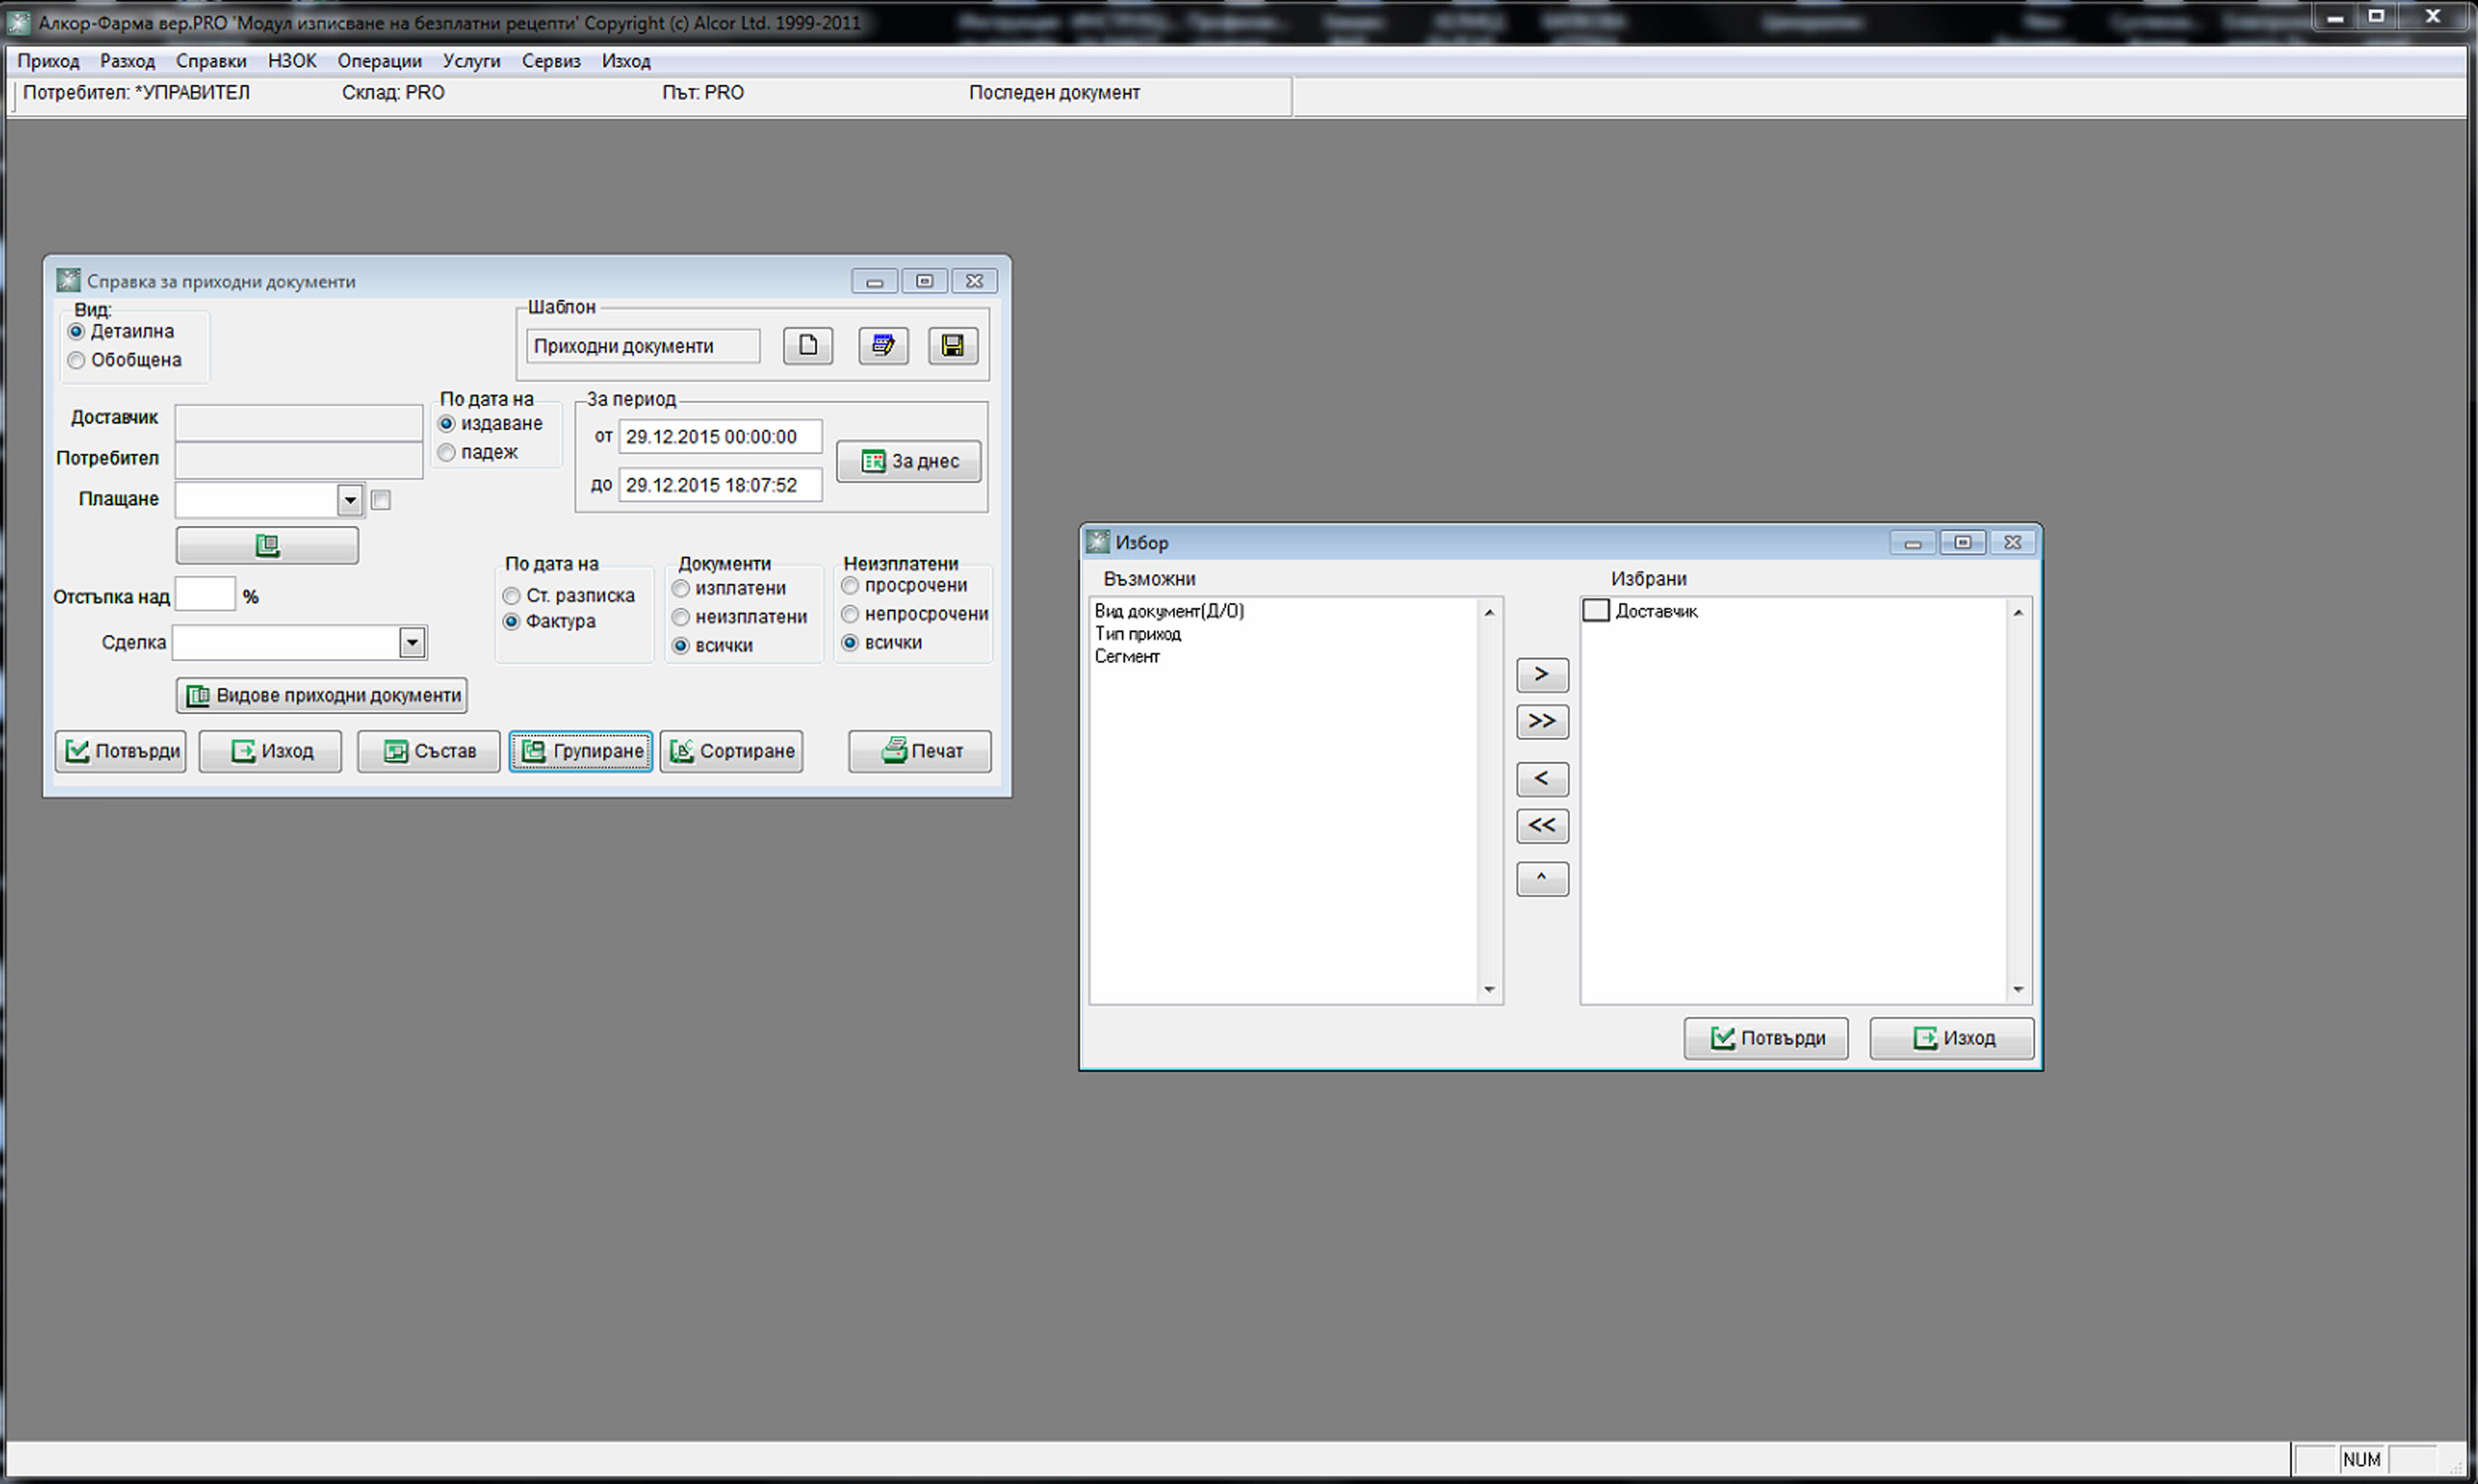 Алкор-Фарма вер.PRO 'Модул изписване на безплатни рецепти' Copyright (c) Alcor Ltd. 1999-2011
Приход Разход Справки НЗОК Операции Услуги Сервиз Изход
Потребител: *УПРАВИТЕЛ Склад: PRO Път: PRO Последен документ
Справка за приходни документи
Вид:
Детаилна
Обобщена
Шаблон
Приходни документи
Доставчик
Потребител
Плащане
По дата на
издаване
падеж
За период
от 29.12.2015 00:00:00
до 29.12.2015 18:07:52
За днес
Отстъпка над %
Сделка
По дата на
Ст. разписка
Фактура
Документи
изплатени
неизплатени
всички
Неизплатени
просрочени
непросрочени
всички
Видове приходни документи
Потвърди Изход Състав Групиране Сортиране Печат
Избор
Възможни Избрани
Вид документ(Д/О)
Тип приход
Сегмент
Доставчик
>
>>
<
<<
^
Потвърди Изход
NUM